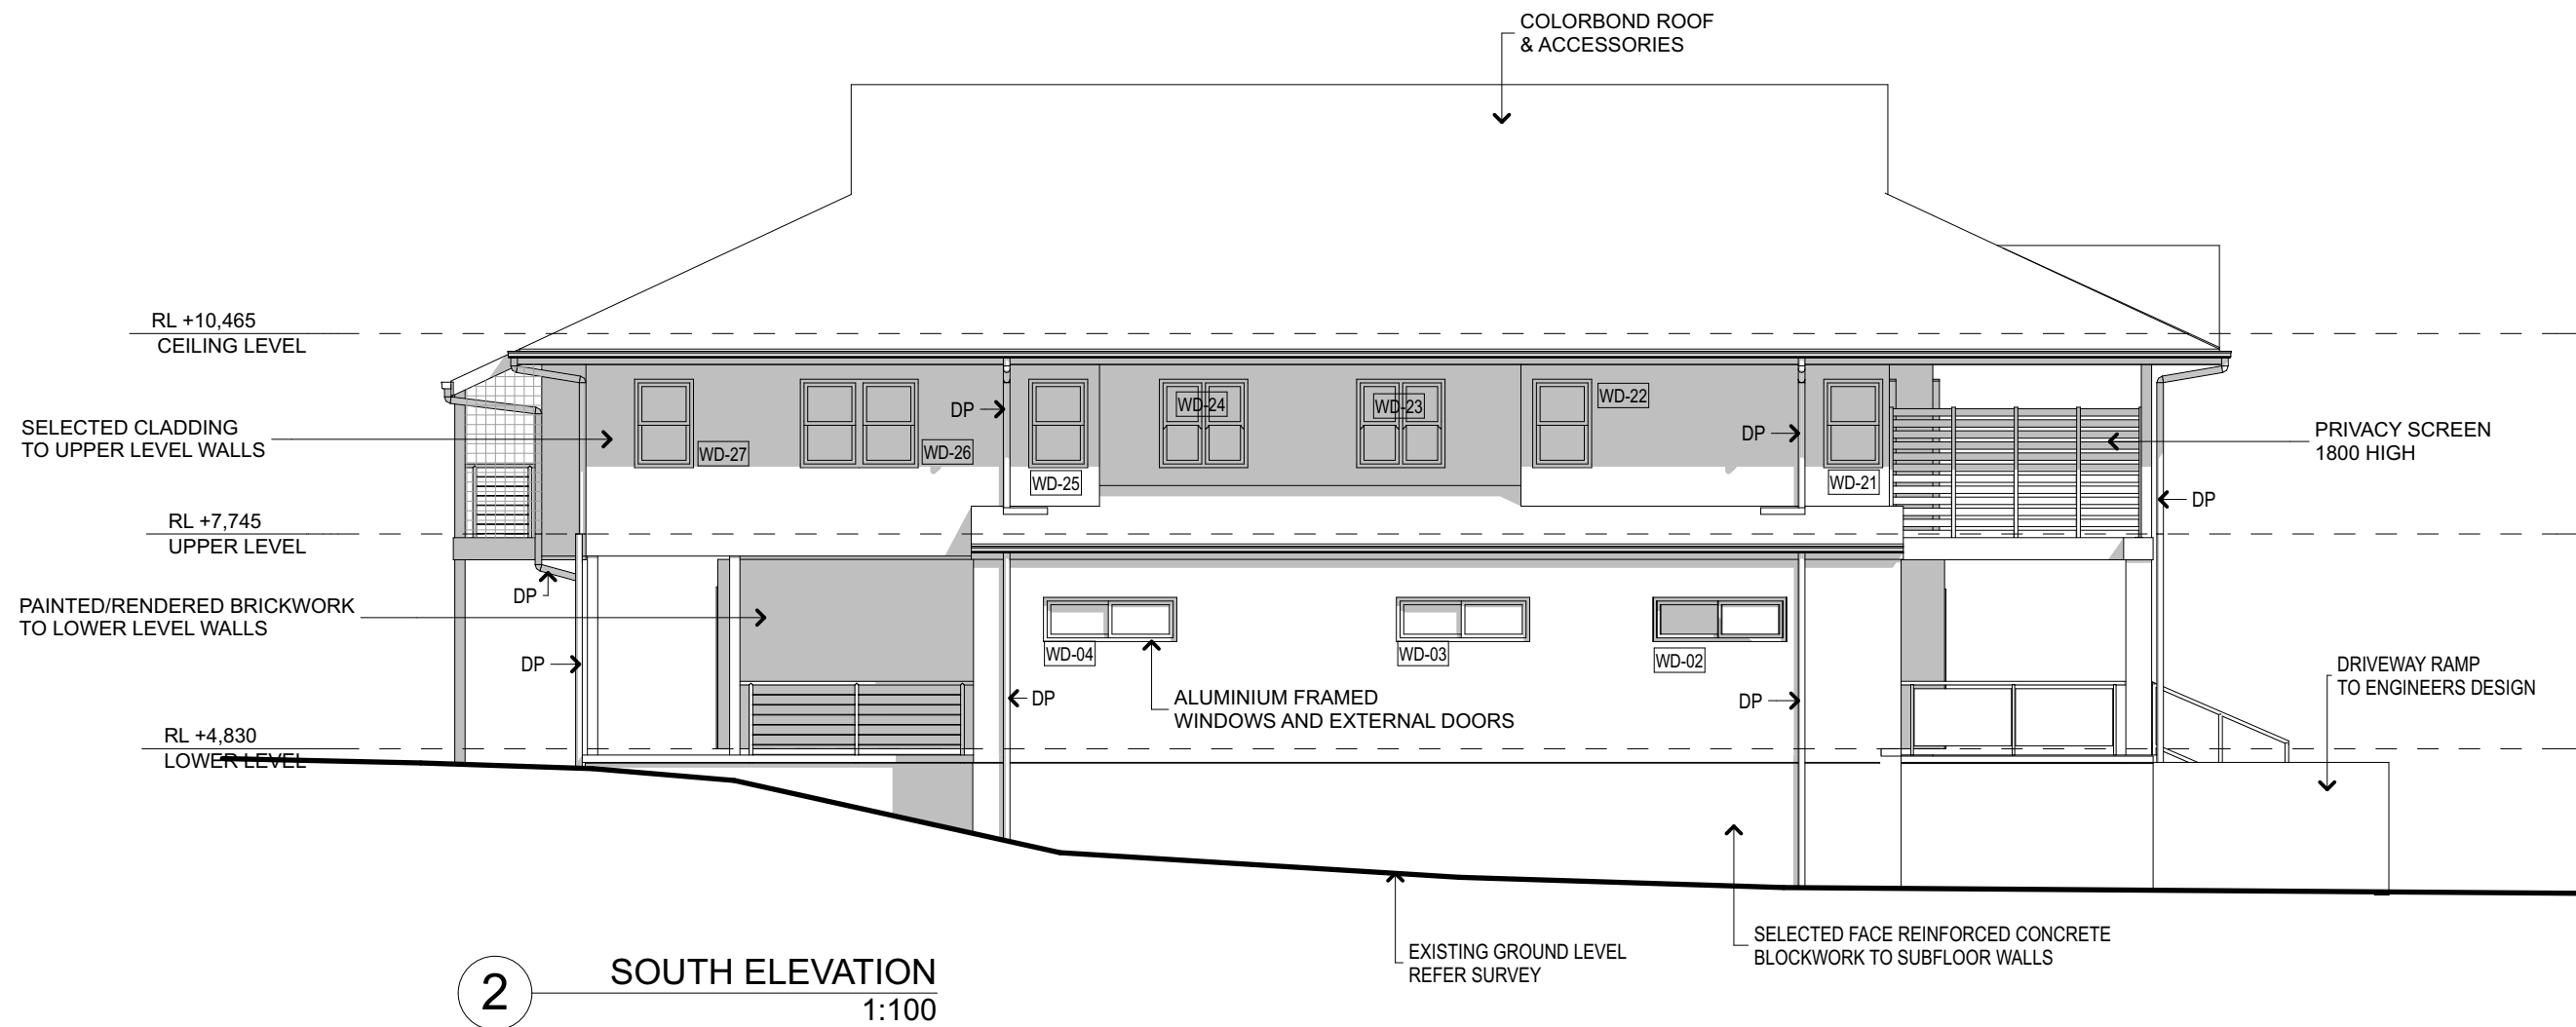 COLORBOND ROOF
& ACCESSORIES
RL +10,465
CEILING LEVEL
SELECTED CLADDING
TO UPPER LEVEL WALLS
WD-27
WD-26
DP
WD-25
WD-24
WD-23
WD-22
DP
WD-21
PRIVACY SCREEN
1800 HIGH
DP
RL +7,745
UPPER LEVEL
PAINTED/RENDERED BRICKWORK
TO LOWER LEVEL WALLS
DP
DP
WD-04
WD-03
WD-02
DP
ALUMINIUM FRAMED
WINDOWS AND EXTERNAL DOORS
DP
DRIVEWAY RAMP
TO ENGINEERS DESIGN
RL +4,830
LOWER LEVEL
EXISTING GROUND LEVEL
REFER SURVEY
SELECTED FACE REINFORCED CONCRETE
BLOCKWORK TO SUBFLOOR WALLS
2
SOUTH ELEVATION
1:100